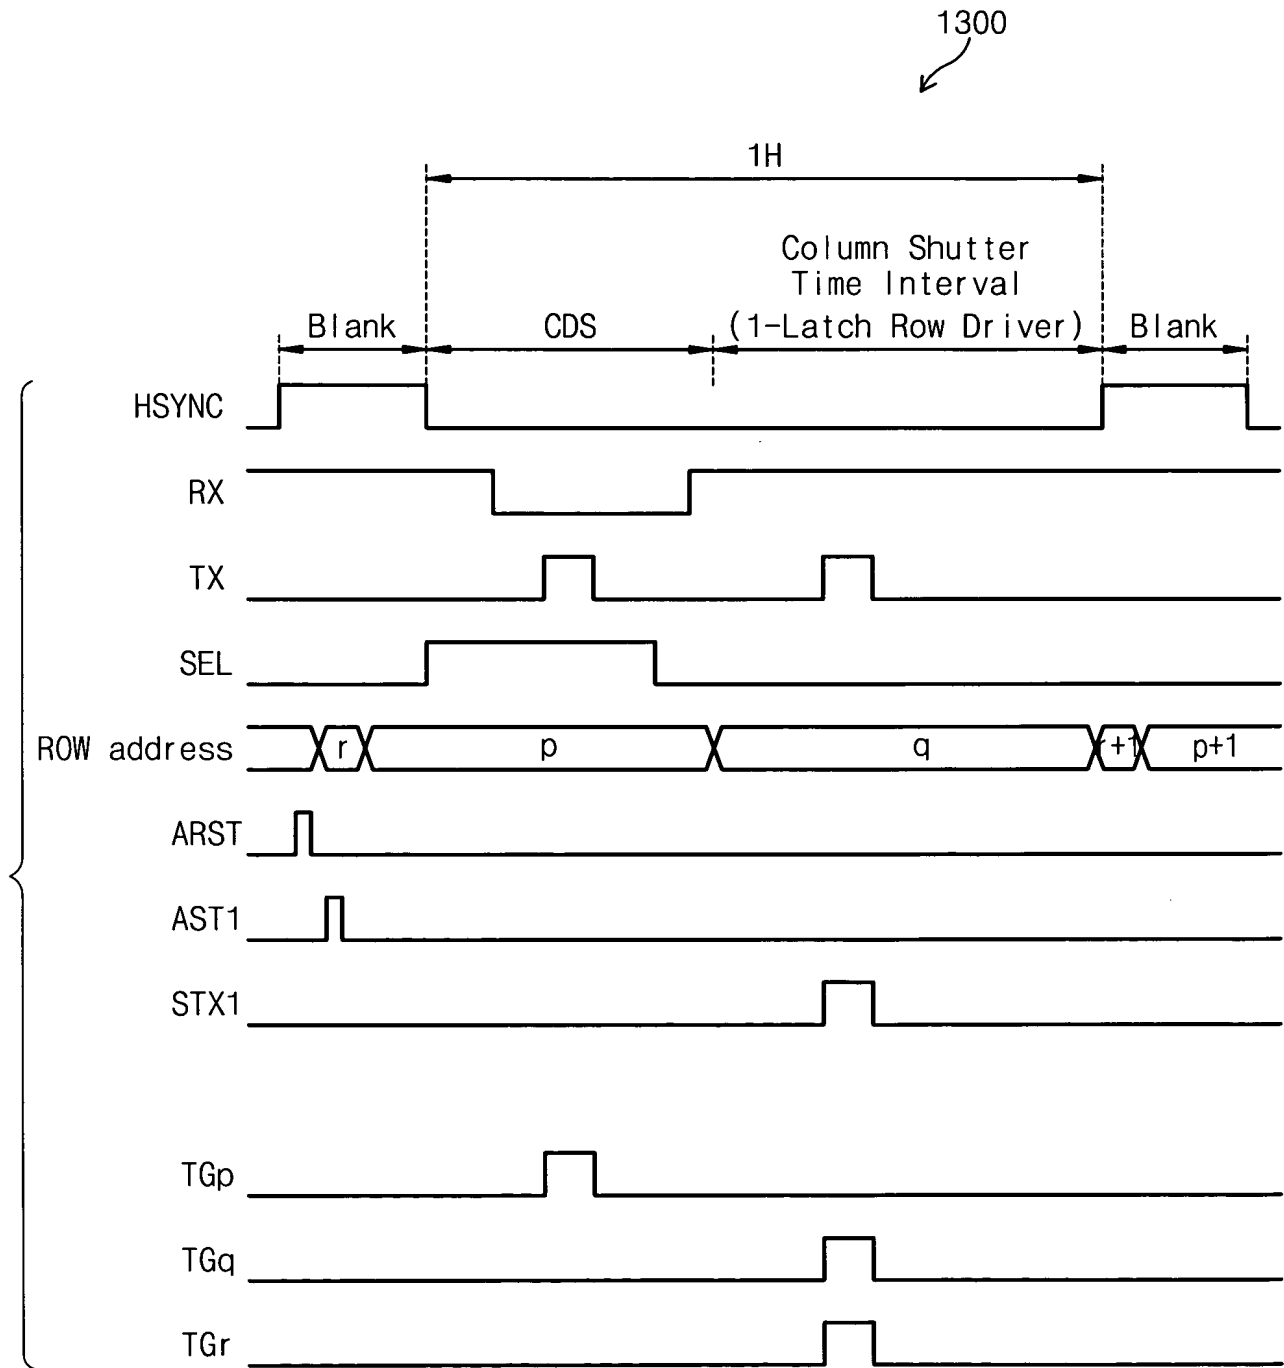 1300
1H
Column Shutter
Time Interval
Blank
CDS
(1-Latch Row Driver)
Blank
HSYNC
RX
TX
SEL
ROW address
r
p
q
r+1
p+1
ARST
AST1
STX1
TGp
TGq
TGr